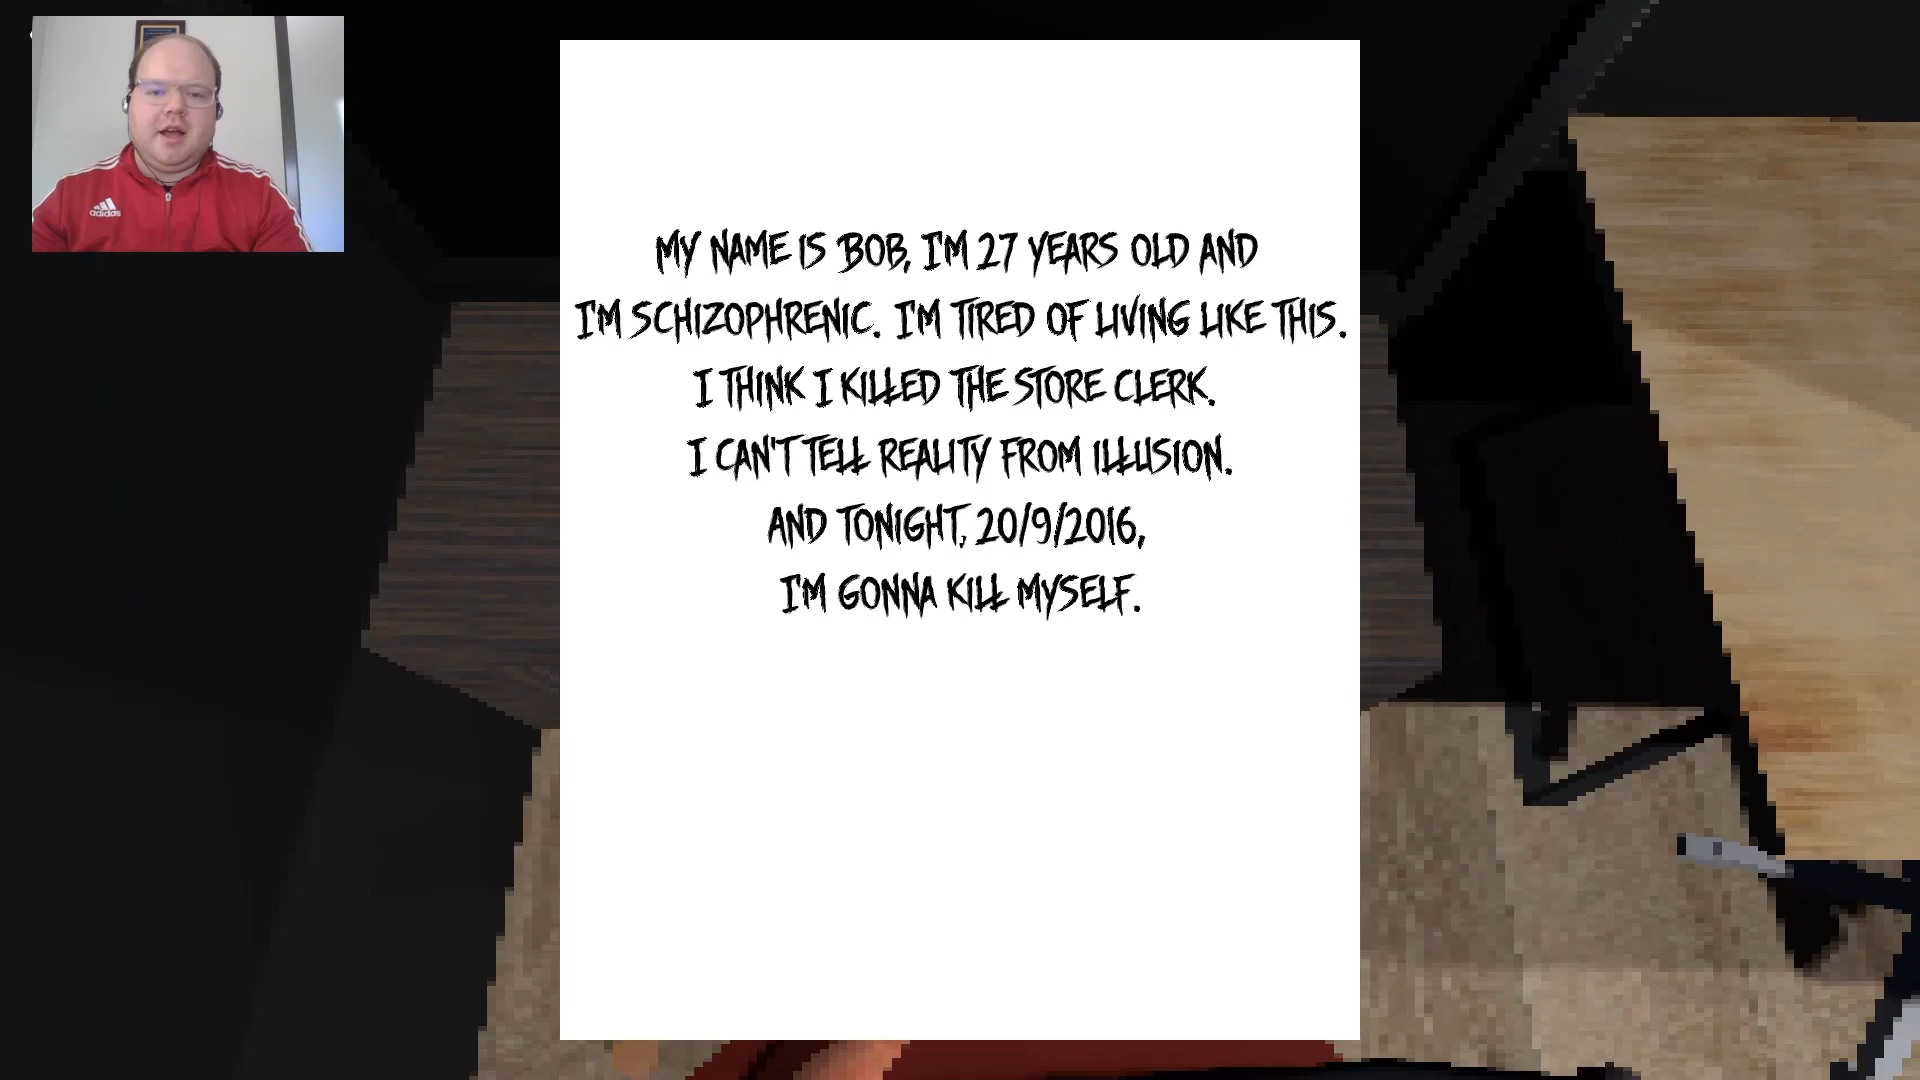 adidas
MY NAME IS BOB, I'M 27 YEARS OLD AND
I'M SCHIZOPHRENIC. I'M TIRED OF LIVING LIKE THIS.
I THINK I KILLED THE STORE CLERK.
I CAN'T TELL REALITY FROM ILLUSION.
AND TONIGHT, 20/9/2016,
I'M GONNA KILL MYSELF.